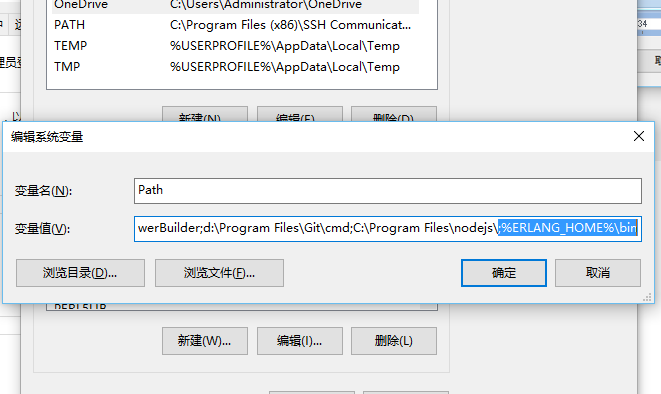 OneDrive C:\Users\Administrator\OneDrive
PATH C:\Program Files (x86)\SSH Communicat...
TEMP %USERPROFILE%\AppData\Local\Temp
TMP %USERPROFILE%\AppData\Local\Temp
34
新建(N)... 编辑(E)... 删除(D)
编辑系统变量
变量名(N): Path
变量值(V): werBuilder;d:\Program Files\Git\cmd;C:\Program Files\nodejs\;%ERLANG_HOME%\bin
浏览目录(D)... 浏览文件(F)... 确定 取消
PERL5LIB
新建(W)... 编辑(I)... 删除(L)